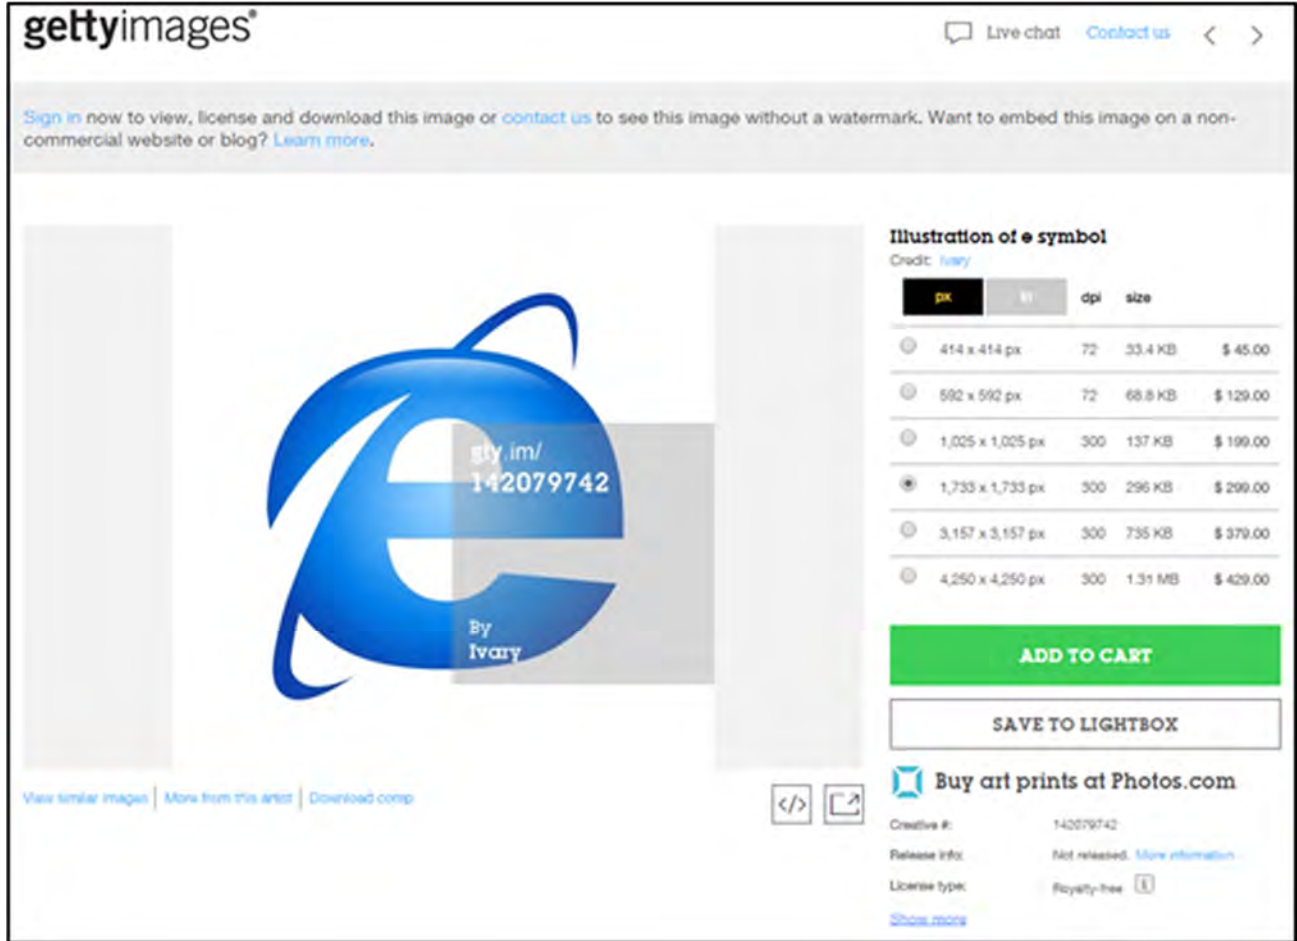 gettyimages®
Live chat Contact us
Sign in now to view, license and download this image or contact us to see this image without a watermark. Want to embed this image on a non-
commercial website or blog? Learn more.
Illustration of e symbol
Credit: Ivary
px in dpi size
414 x 414 px 72 33.4 KB $ 45.00
592 x 592 px 72 68.8 KB $ 129.00
1,025 x 1,025 px 300 137 KB $ 199.00
1,733 x 1,733 px 300 296 KB $ 299.00
3,157 x 3,157 px 300 735 KB $ 379.00
4,250 x 4,250 px 300 1.31 MB $ 429.00
gty.im/
142079742
By
Ivary
ADD TO CART
SAVE TO LIGHTBOX
Buy art prints at Photos.com
View similar images | More from this artist | Download comp
Creative #: 142079742
Release info: Not released. More information
License type: Royalty-free i
Show more